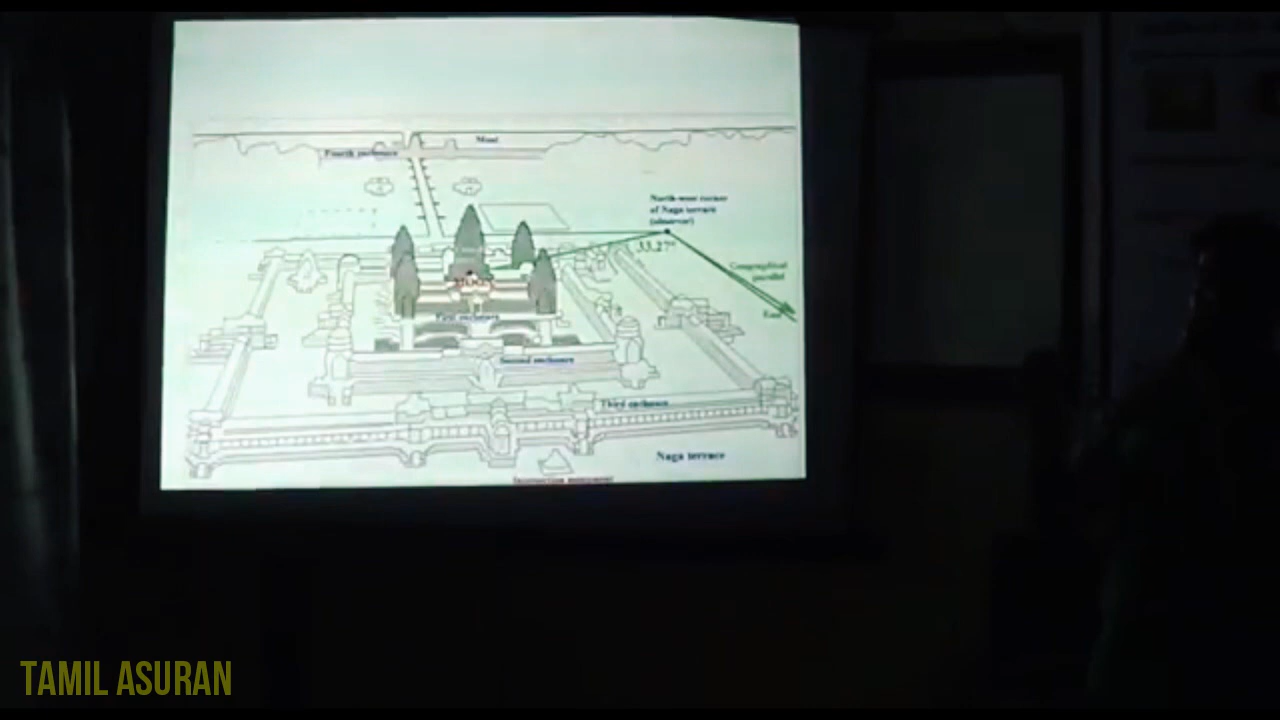 Moat
Fourth enclosure
North-west corner
of Naga terrace
(observer)
33.27°
Geographical
parallel
East
First enclosure
Second enclosure
Third enclosure
Naga terrace
TAMIL ASURAN